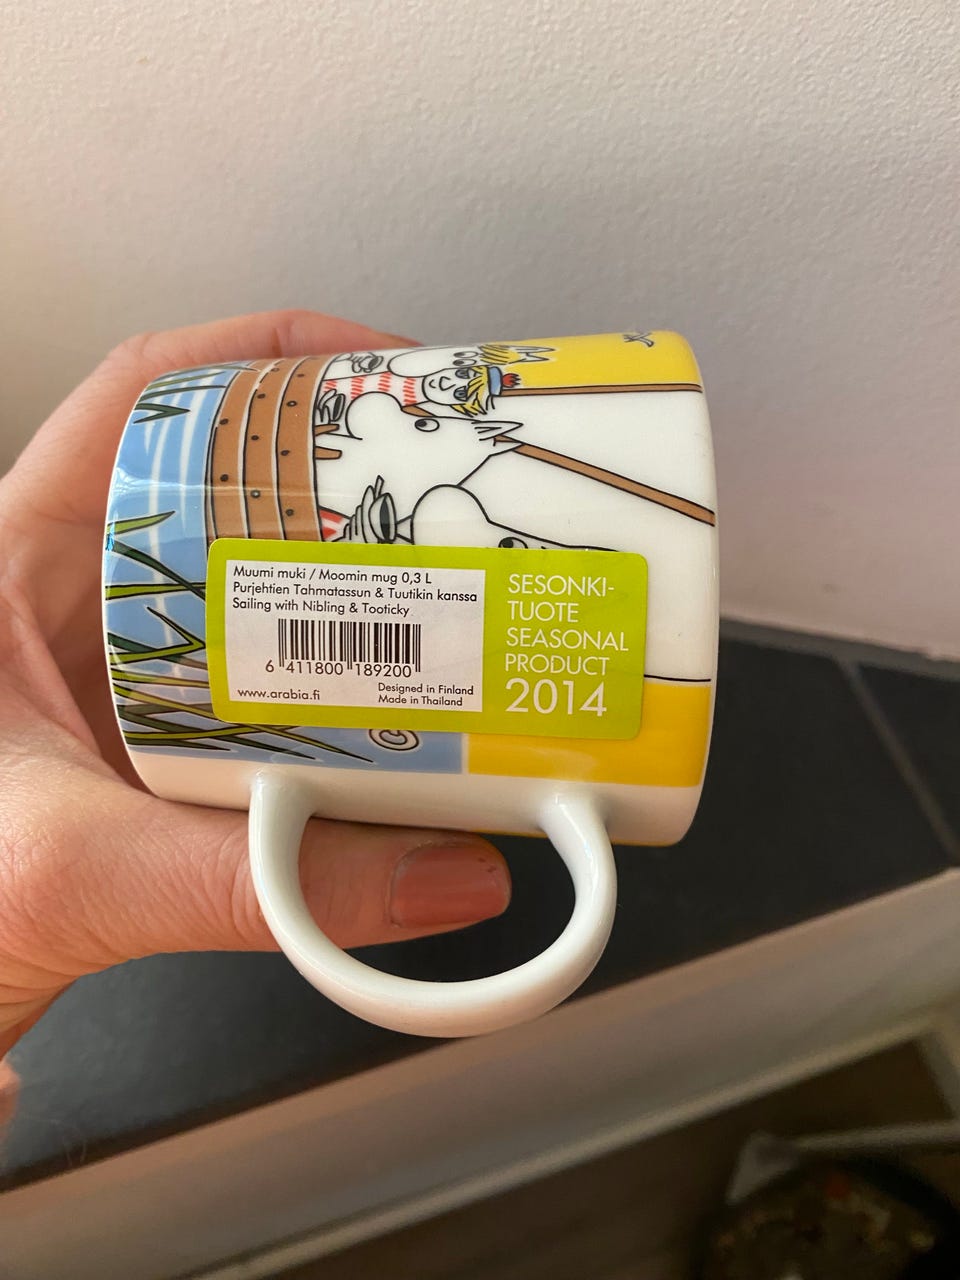 Muumi muki / Moomin mug 0,3 L
Purjehtien Tahmatassun & Tuutikin kanssa
Sailing with Nibling & Tooticky
6 411800 189200
www.arabia.fi
Designed in Finland
Made in Thailand
SESONKI-
TUOTE
SEASONAL
PRODUCT
2014
©